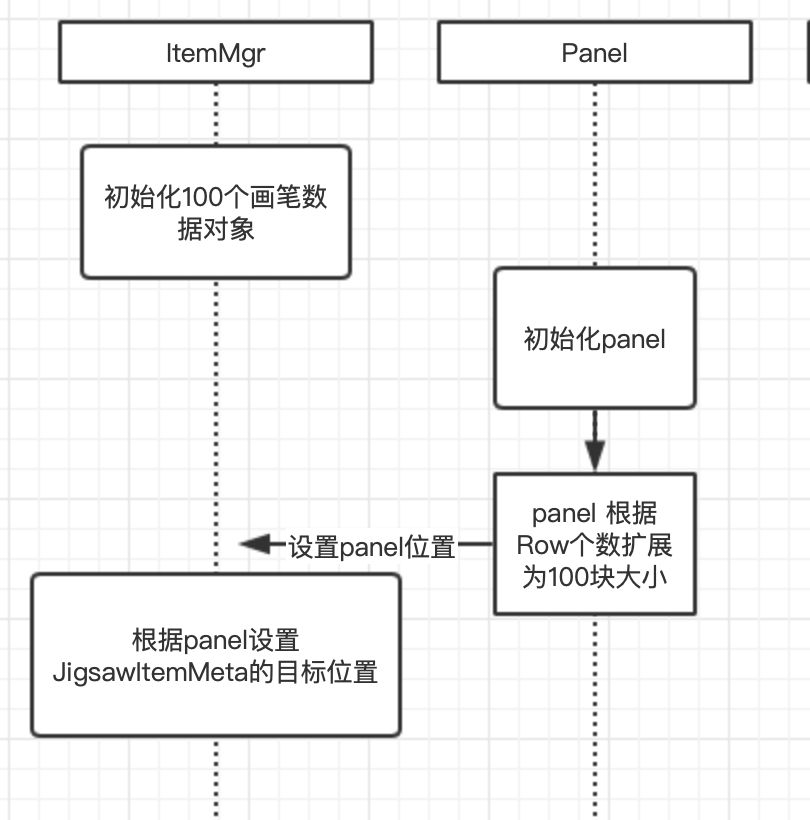 ItemMgr
Panel
初始化100个画笔数
据对象
初始化panel
panel 根据
Row个数扩展
为100块大小
设置panel位置
根据panel设置
JigsawItemMeta的目标位置